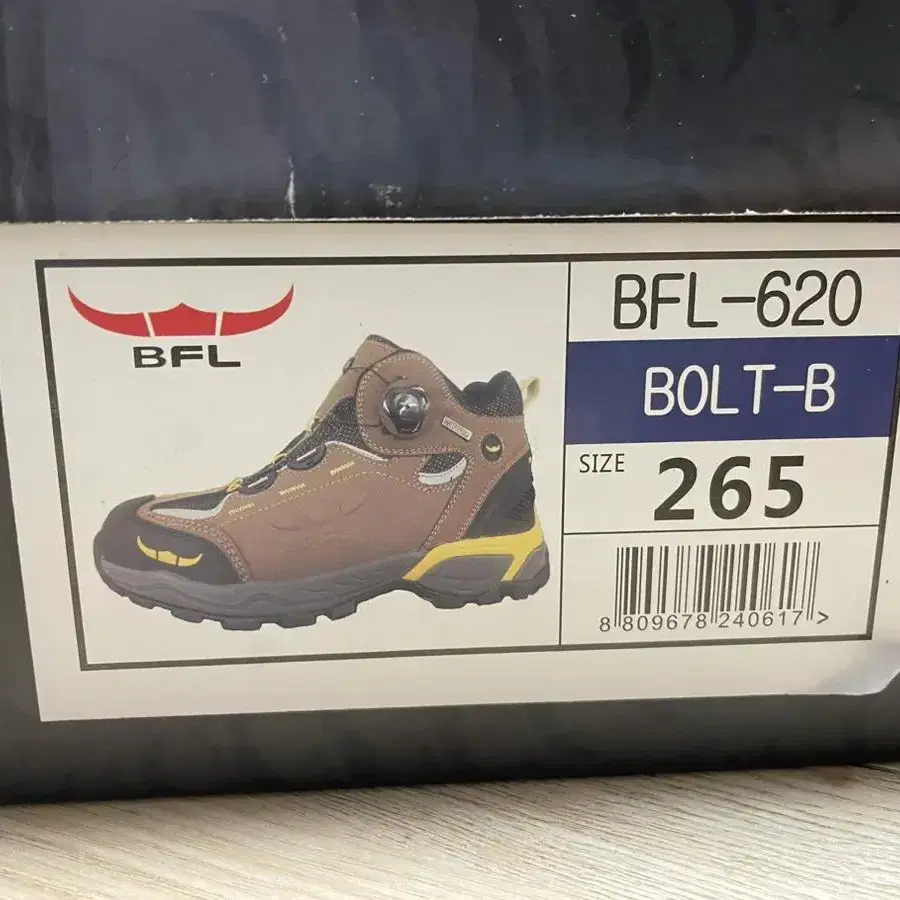 BFL
BFL-620
BOLT-B
SIZE 265
8 809678 240617 >